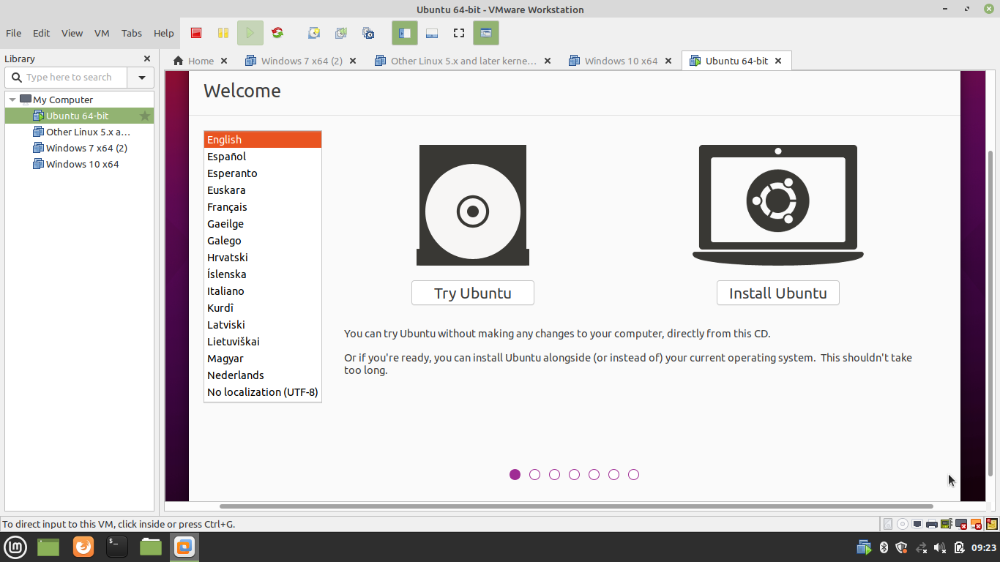 Ubuntu 64-bit - VMware Workstation
File Edit View VM Tabs Help
Library
Home
Windows 7 x64 (2)
Other Linux 5.x and later kerne...
Windows 10 x64
Ubuntu 64-bit
Type here to search
My Computer
Ubuntu 64-bit
Other Linux 5.x a...
Windows 7 x64 (2)
Windows 10 x64
Welcome
English
Español
Esperanto
Euskara
Français
Gaeilge
Galego
Hrvatski
Íslenska
Italiano
Kurdî
Latviski
Lietuviškai
Magyar
Nederlands
No localization (UTF-8)
Try Ubuntu
Install Ubuntu
You can try Ubuntu without making any changes to your computer, directly from this CD.
Or if you're ready, you can install Ubuntu alongside (or instead of) your current operating system.  This shouldn't take
too long.
To direct input to this VM, click inside or press Ctrl+G.
09:23